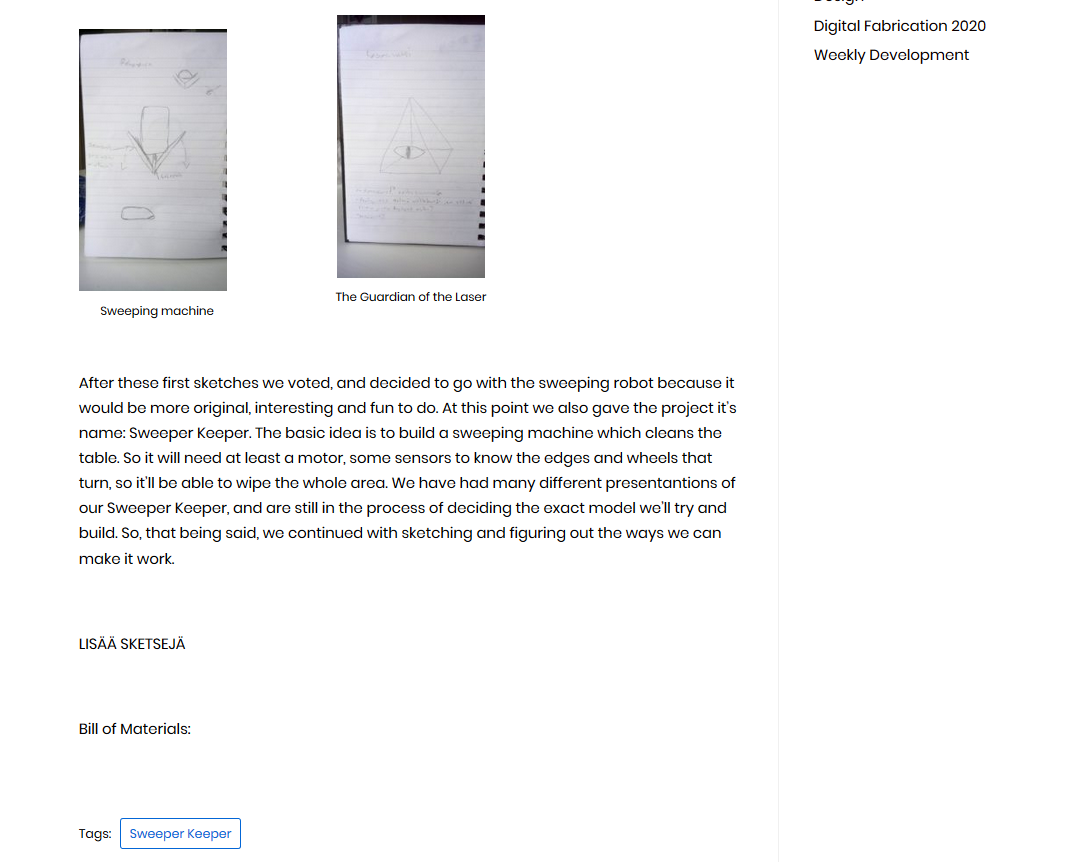 Digital Fabrication 2020
Weekly Development
Sweeping machine
The Guardian of the Laser
After these first sketches we voted, and decided to go with the sweeping robot because it
would be more original, interesting and fun to do. At this point we also gave the project it's
name: Sweeper Keeper. The basic idea is to build a sweeping machine which cleans the
table. So it will need at least a motor, some sensors to know the edges and wheels that
turn, so it'll be able to wipe the whole area. We have had many different presentantions of
our Sweeper Keeper, and are still in the process of deciding the exact model we'll try and
build. So, that being said, we continued with sketching and figuring out the ways we can
make it work.
LISÄÄ SKETSEJÄ
Bill of Materials:
Tags: Sweeper Keeper